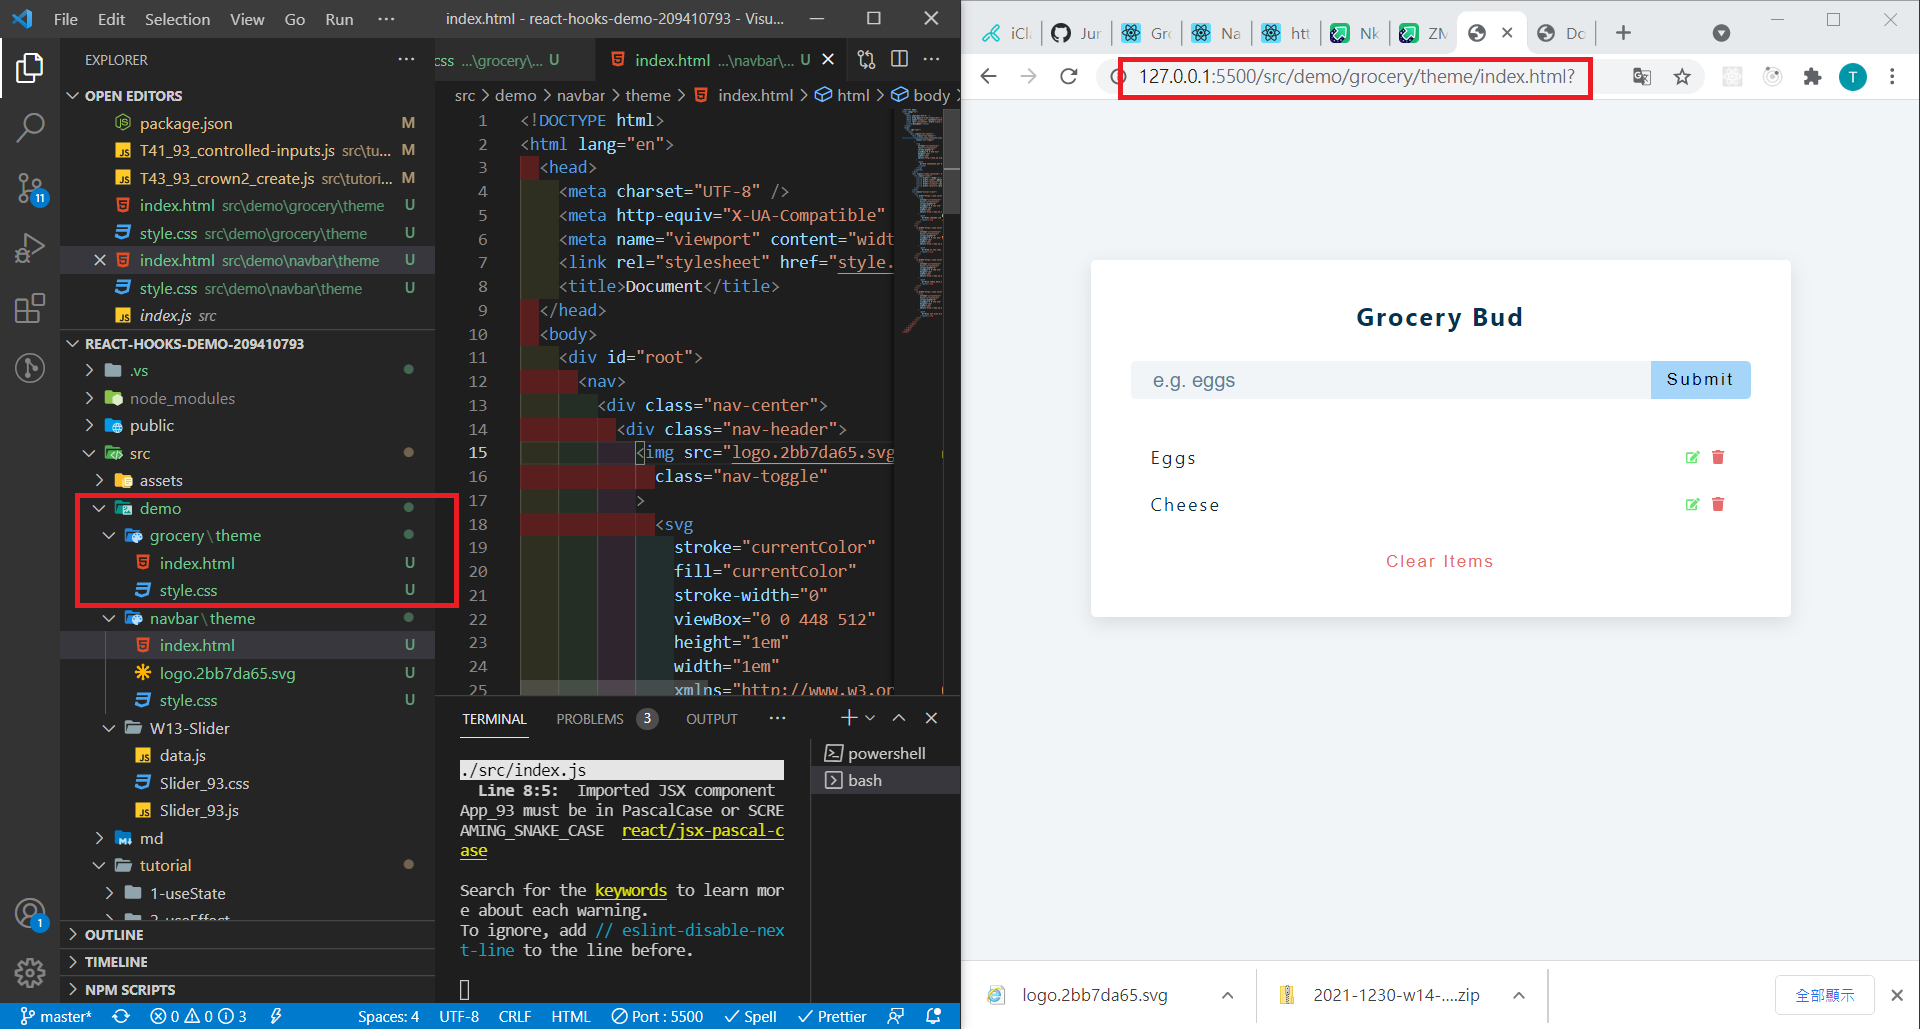 File Edit Selection View Go Run ··· index.html - react-hooks-demo-209410793 - Visu...
EXPLORER ···
OPEN EDITORS
package.json M
T41_93_controlled-inputs.js src\tu... M
T43_93_crown2_create.js src\tutori... M
index.html src\demo\grocery\theme U
style.css src\demo\grocery\theme U
index.html src\demo\navbar\theme U
style.css src\demo\navbar\theme U
index.js src
REACT-HOOKS-DEMO-209410793
.vs
node_modules
public
src
assets
demo
grocery\theme
index.html U
style.css U
navbar\theme
index.html U
logo.2bb7da65.svg U
style.css U
W13-Slider
data.js
Slider_93.css
Slider_93.js
md
tutorial
1-useState
2-useEffect
OUTLINE
TIMELINE
NPM SCRIPTS
11
1
css ...\grocery\... U index.html ...\navbar\... U
src > demo > navbar > theme > index.html > html > body >
1 <!DOCTYPE html>
2 <html lang="en">
3 <head>
4 <meta charset="UTF-8" />
5 <meta http-equiv="X-UA-Compatible"
6 <meta name="viewport" content="widt
7 <link rel="stylesheet" href="style.
8 <title>Document</title>
9 </head>
10 <body>
11 <div id="root">
12 <nav>
13 <div class="nav-center">
14 <div class="nav-header">
15 <img src="logo.2bb7da65.svg
16 class="nav-toggle"
17 >
18 <svg
19 stroke="currentColor"
20 fill="currentColor"
21 stroke-width="0"
22 viewBox="0 0 448 512"
23 height="1em"
24 width="1em"
25 xmlns="http://www.w3.or
TERMINAL PROBLEMS 3 OUTPUT ···
powershell
bash
./src/index.js
Line 8:5: Imported JSX component
App_93 must be in PascalCase or SCRE
AMING_SNAKE_CASE react/jsx-pascal-c
ase
Search for the keywords to learn mor
e about each warning.
To ignore, add // eslint-disable-nex
t-line to the line before.
master* 0 0 3 Spaces: 4 UTF-8 CRLF HTML Port : 5500 Spell Prettier
iCl Jur Gr Na htt Nk ZM Do
127.0.0.1:5500/src/demo/grocery/theme/index.html? T
Grocery Bud
e.g. eggs Submit
Eggs
Cheese
Clear Items
logo.2bb7da65.svg 2021-1230-w14-....zip 全部顯示